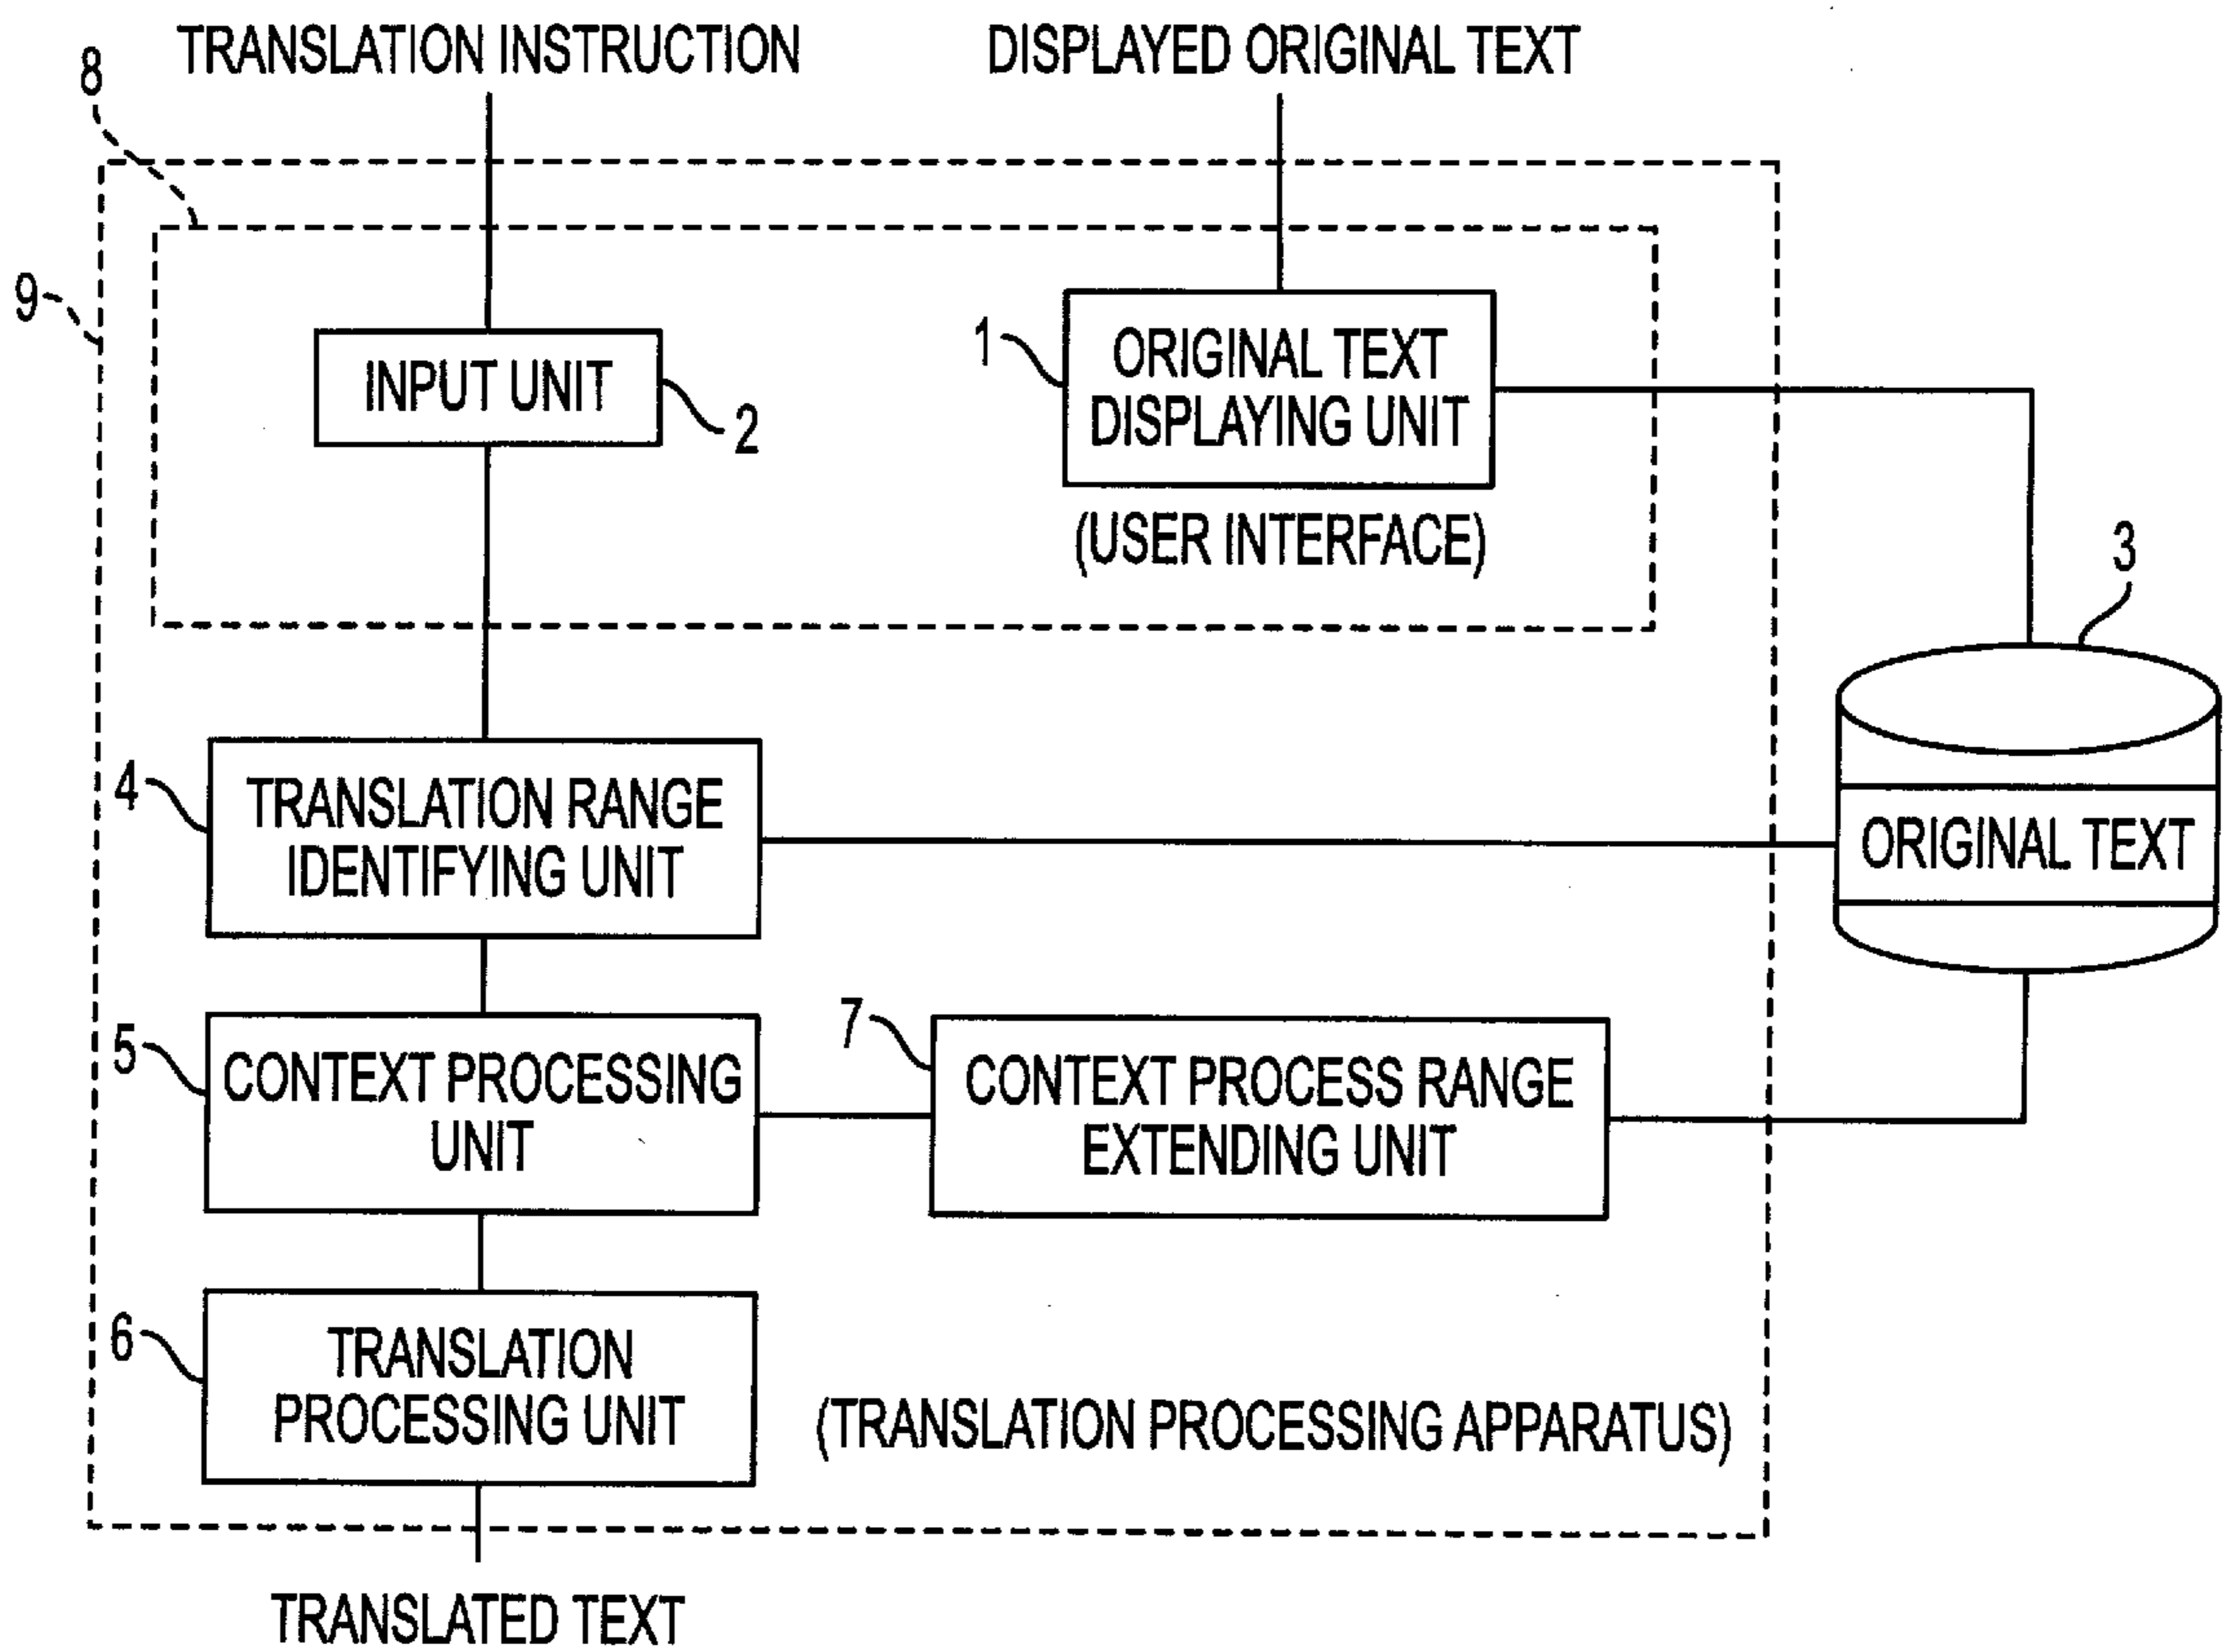 TRANSLATION INSTRUCTION
DISPLAYED ORIGINAL TEXT
8
9
INPUT UNIT
2
1
ORIGINAL TEXT
DISPLAYING UNIT
(USER INTERFACE)
3
ORIGINAL TEXT
4
TRANSLATION RANGE
IDENTIFYING UNIT
5
CONTEXT PROCESSING
UNIT
7
CONTEXT PROCESS RANGE
EXTENDING UNIT
6
TRANSLATION
PROCESSING UNIT
(TRANSLATION PROCESSING APPARATUS)
TRANSLATED TEXT